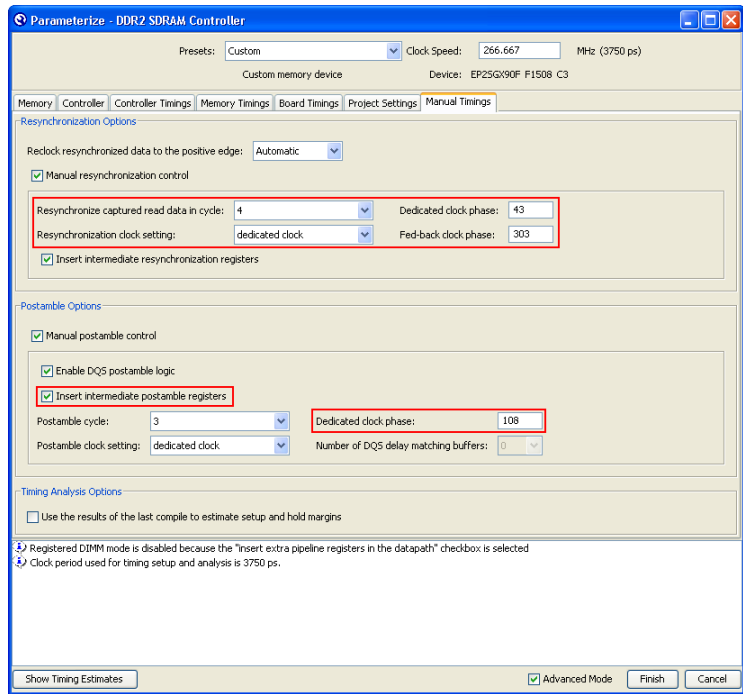 Parameterize - DDR2 SDRAM Controller
Presets: Custom Clock Speed: 266.667 MHz (3750 ps)
Custom memory device Device: EP2SGX90F F1508 C3
Memory Controller Controller Timings Memory Timings Board Timings Project Settings Manual Timings
Resynchronization Options
Reclock resynchronized data to the positive edge: Automatic
Manual resynchronization control
Resynchronize captured read data in cycle: 4 Dedicated clock phase: 43
Resynchronization clock setting: dedicated clock Fed-back clock phase: 303
Insert intermediate resynchronization registers
Postamble Options
Manual postamble control
Enable DQS postamble logic
Insert intermediate postamble registers
Postamble cycle: 3 Dedicated clock phase: 108
Postamble clock setting: dedicated clock Number of DQS delay matching buffers: 0
Timing Analysis Options
Use the results of the last compile to estimate setup and hold margins
Registered DIMM mode is disabled because the "insert extra pipeline registers in the datapath" checkbox is selected
Clock period used for timing setup and analysis is 3750 ps.
Show Timing Estimates Advanced Mode Finish Cancel